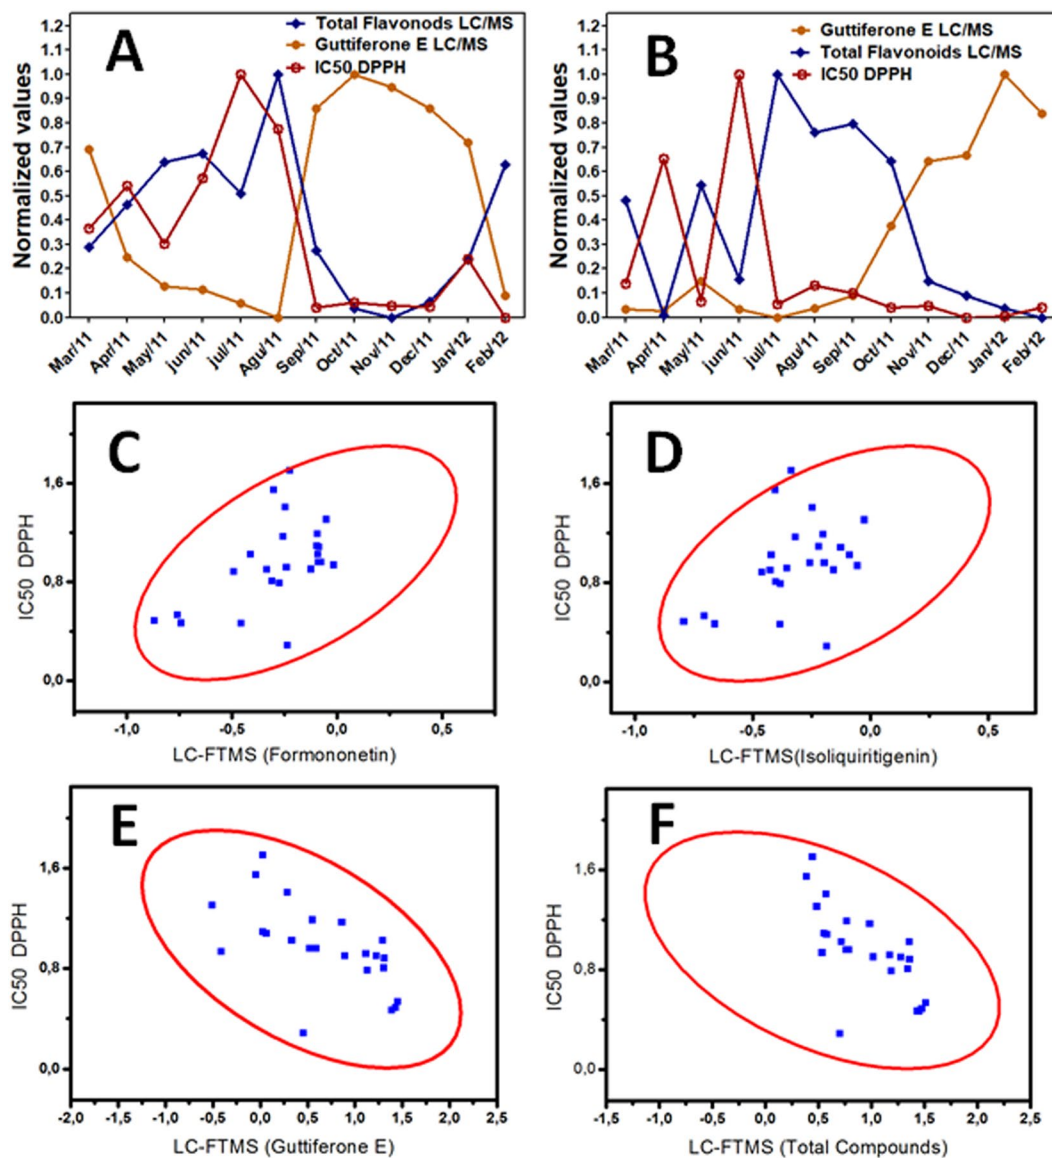 A
Total Flavonods LC/MS
Guttiferone E LC/MS
IC50 DPPH
Normalized values
1.2
1.1
1.0
0.9
0.8
0.7
0.6
0.5
0.4
0.3
0.2
0.1
0.0
Mar/11 Apr/11 May/11 jun/11 jul/11 Agu/11 Sep/11 Oct/11 Nov/11 Dec/11 Jan/12 Feb/12
B
Guttiferone E LC/MS
Total Flavonoids LC/MS
IC50 DPPH
Normalized values
1.2
1.1
1.0
0.9
0.8
0.7
0.6
0.5
0.4
0.3
0.2
0.1
0.0
Mar/11 Apr/11 May/11 jun/11 jul/11 Agu/11 Sep/11 Oct/11 Nov/11 Dec/11 Jan/12 Feb/12
C
IC50 DPPH
1,6
0,8
0,0
-1,0 -0,5 0,0 0,5
LC-FTMS (Formononetin)
D
IC50 DPPH
1,6
0,8
0,0
-1,0 -0,5 0,0 0,5
LC-FTMS(Isoliquiritigenin)
E
IC50 DPPH
1,6
0,8
0,0
-2,0 -1,5 -1,0 -0,5 0,0 0,5 1,0 1,5 2,0 2,5
LC-FTMS (Guttiferone E)
F
IC50 DPPH
1,6
0,8
0,0
-1,5 -1,0 -0,5 0,0 0,5 1,0 1,5 2,0 2,5
LC-FTMS (Total Compounds)